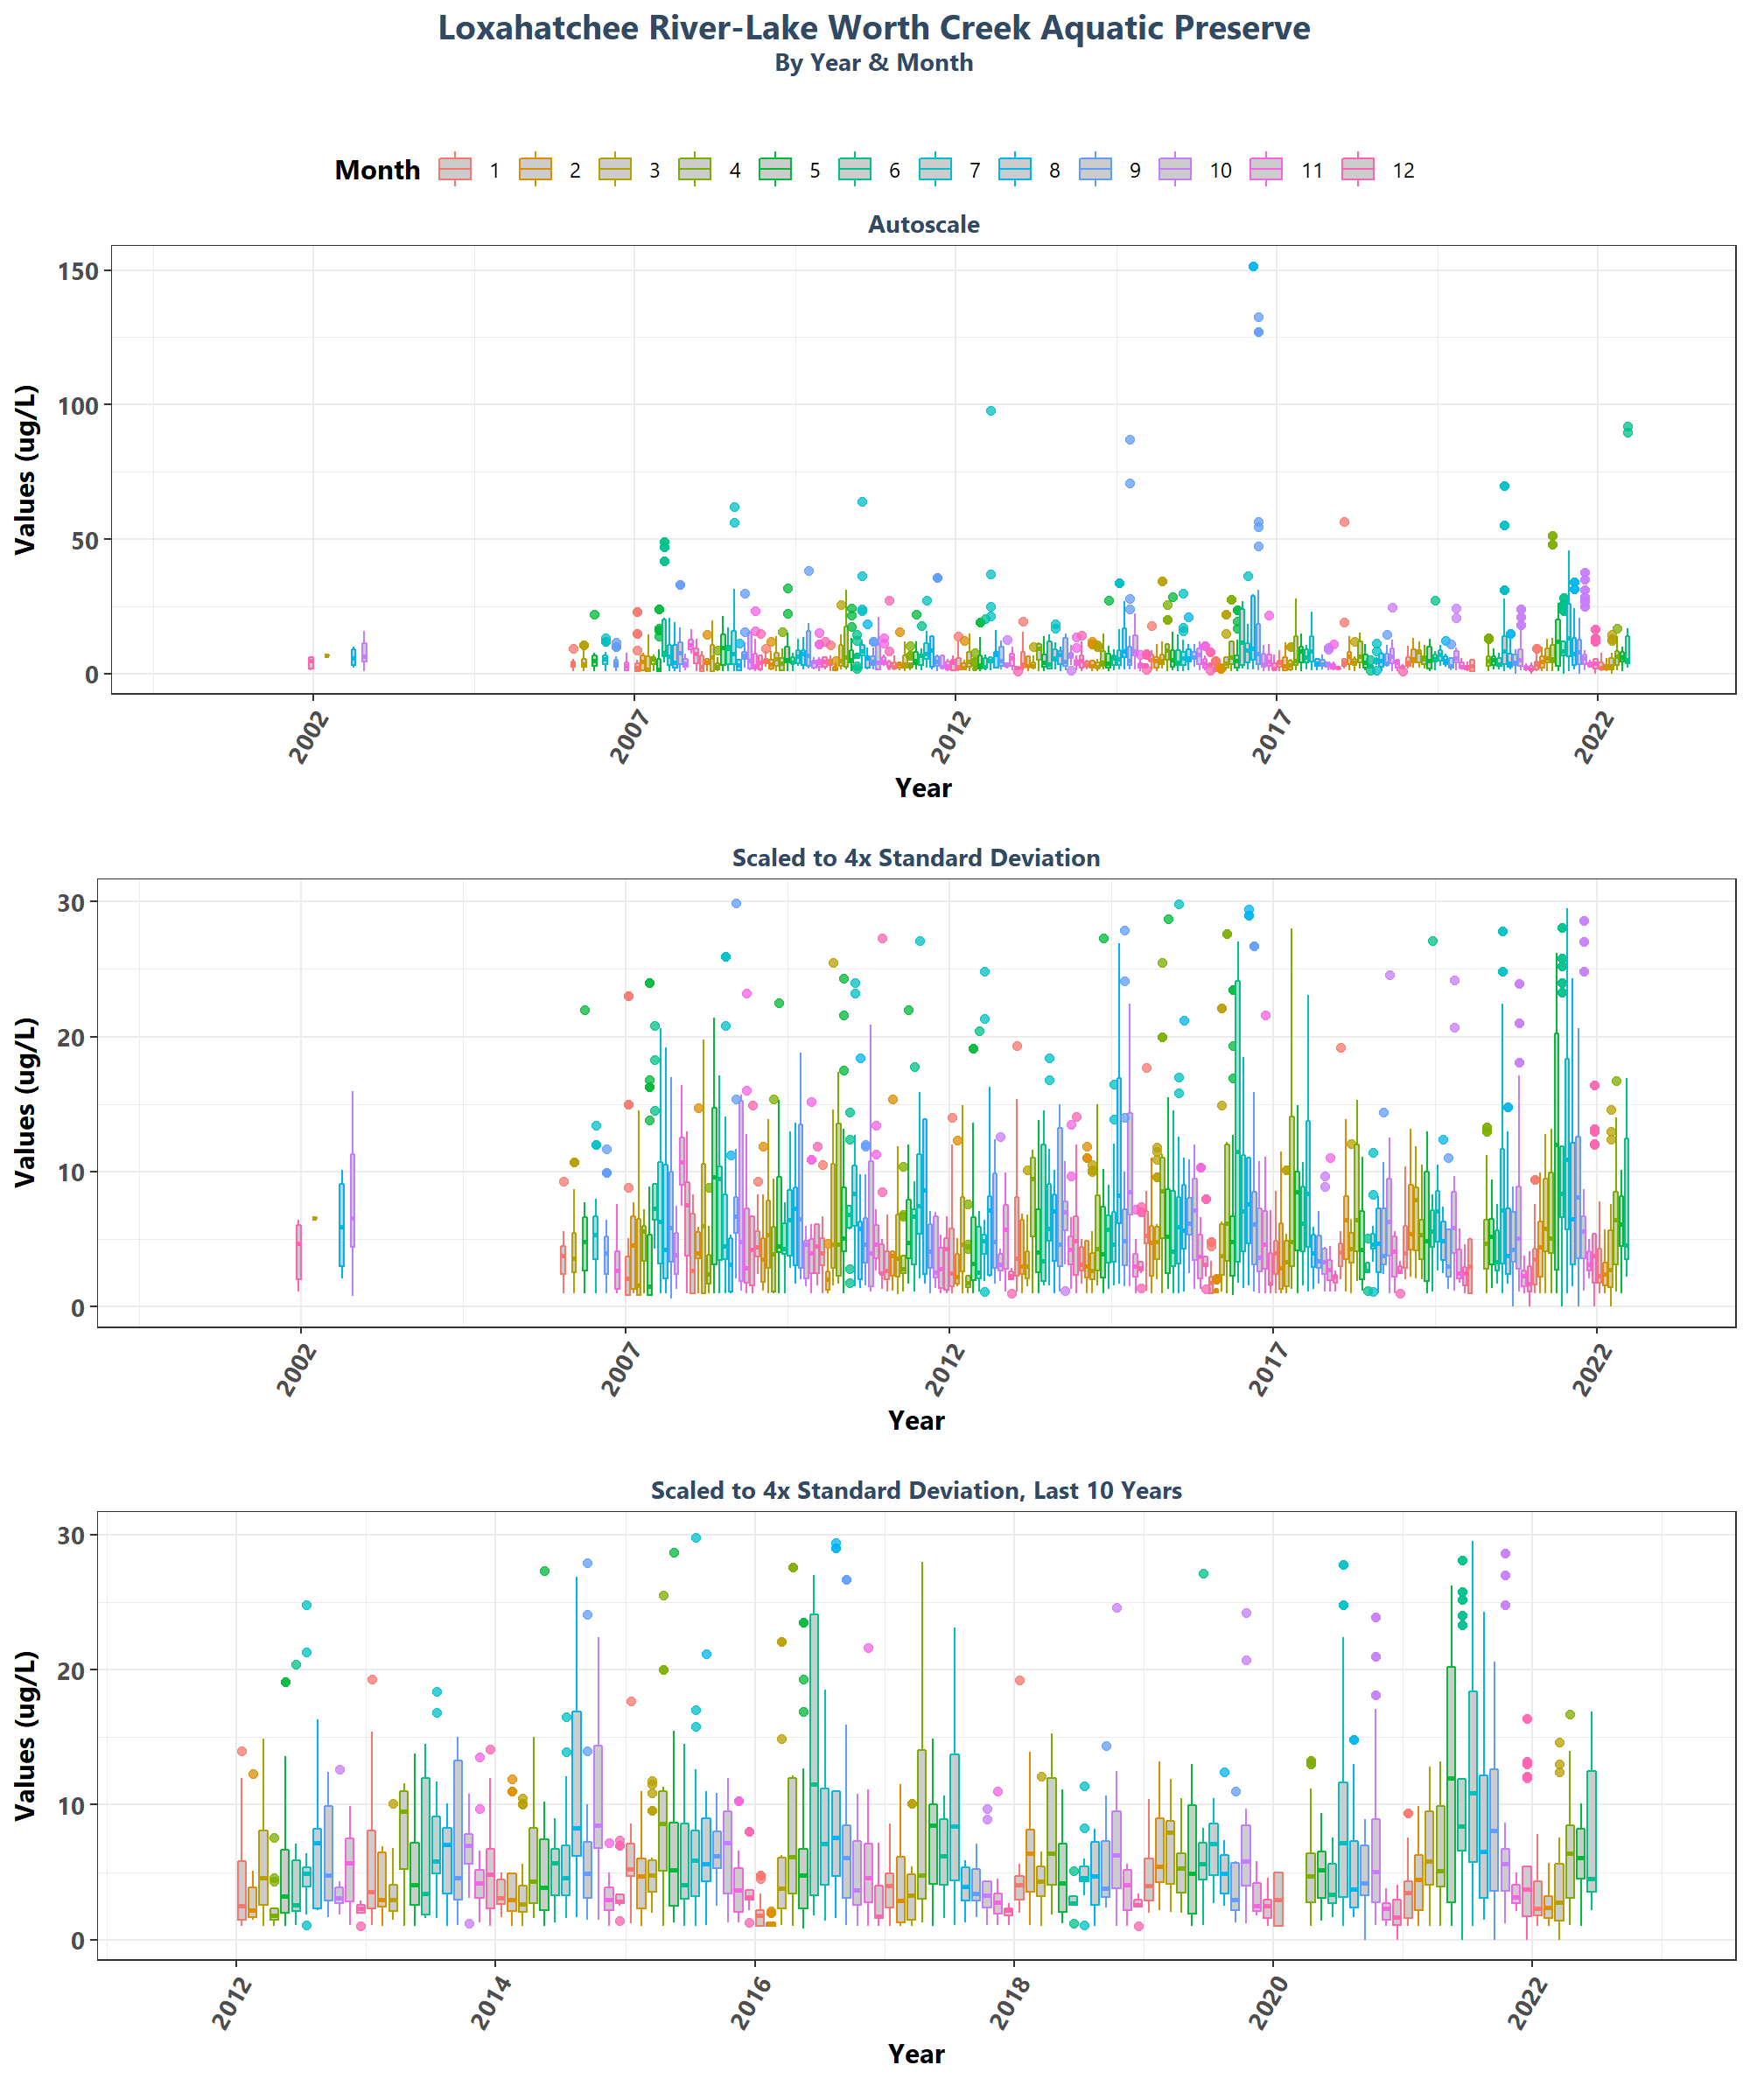 Loxahatchee River-Lake Worth Creek Aquatic Preserve
By Year & Month
Month 1 2 3 4 5 6 7 8 9 10 11 12
Autoscale
150
100
50
0
Values (ug/L)
2002 2007 2012 2017 2022
Year
Scaled to 4x Standard Deviation
30
20
10
0
Values (ug/L)
2002 2007 2012 2017 2022
Year
Scaled to 4x Standard Deviation, Last 10 Years
30
20
10
0
Values (ug/L)
2012 2014 2016 2018 2020 2022
Year